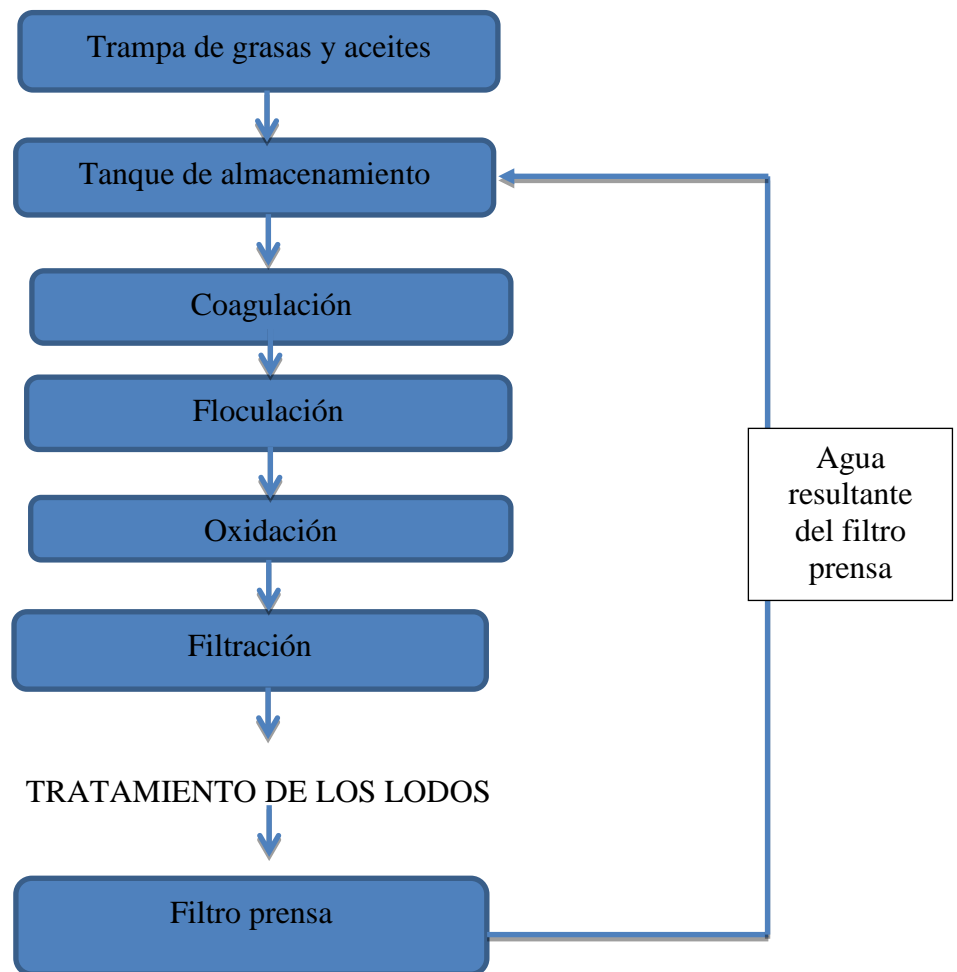 Trampa de grasas y aceites
Tanque de almacenamiento
Coagulación
Floculación
Oxidación
Filtración
Agua
resultante
del filtro
prensa
TRATAMIENTO DE LOS LODOS
Filtro prensa